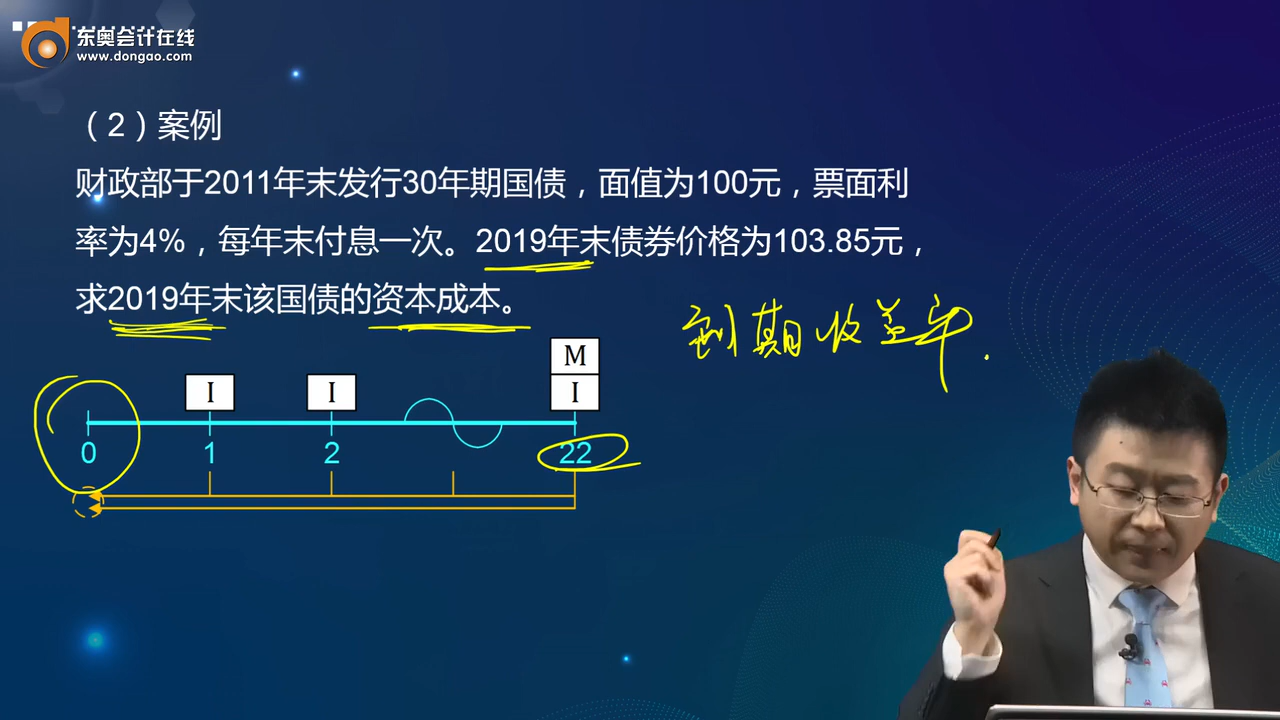 东奥会计在线
www.dongao.com
（2）案例
财政部于2011年末发行30年期国债，面值为100元，票面利
率为4%，每年末付息一次。2019年末债券价格为103.85元，
求2019年末该国债的资本成本。
到期收益率.
M
I I I
0 1 2 22